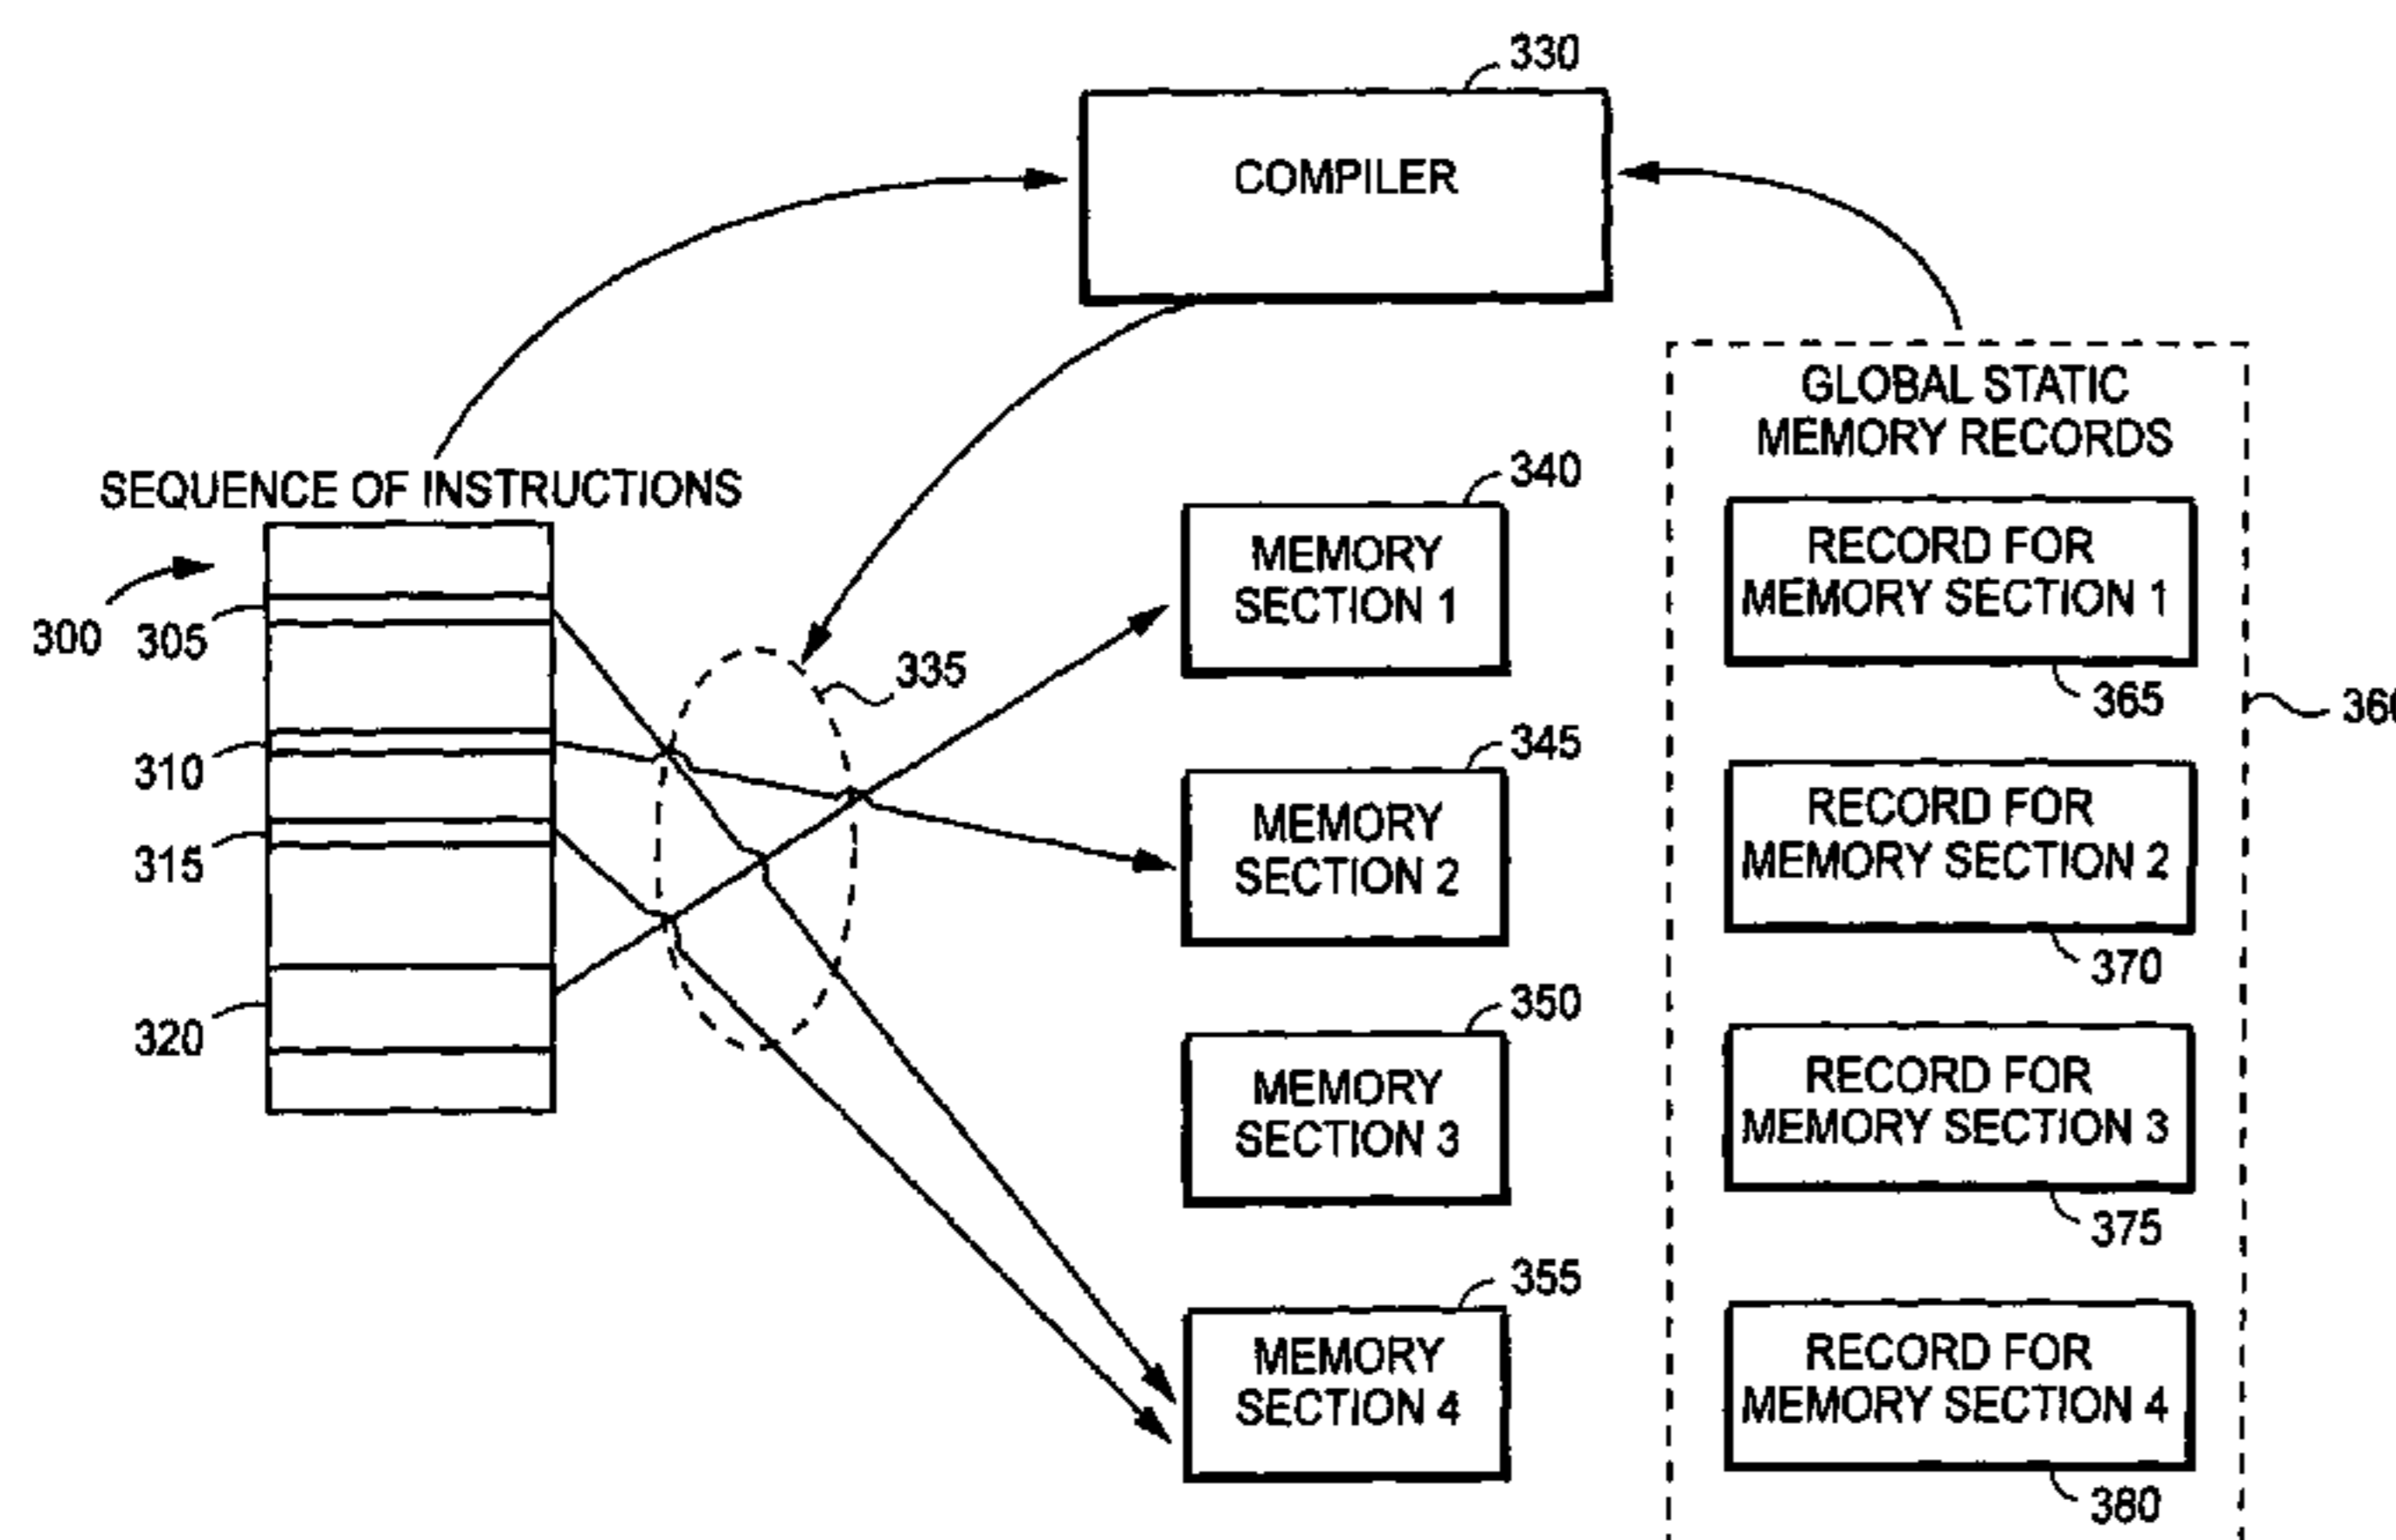 330
COMPILER
GLOBAL STATIC
MEMORY RECORDS
SEQUENCE OF INSTRUCTIONS
300
305
310
315
320
335
340
MEMORY
SECTION 1
345
MEMORY
SECTION 2
350
MEMORY
SECTION 3
355
MEMORY
SECTION 4
RECORD FOR
MEMORY SECTION 1
365
RECORD FOR
MEMORY SECTION 2
370
RECORD FOR
MEMORY SECTION 3
375
RECORD FOR
MEMORY SECTION 4
380